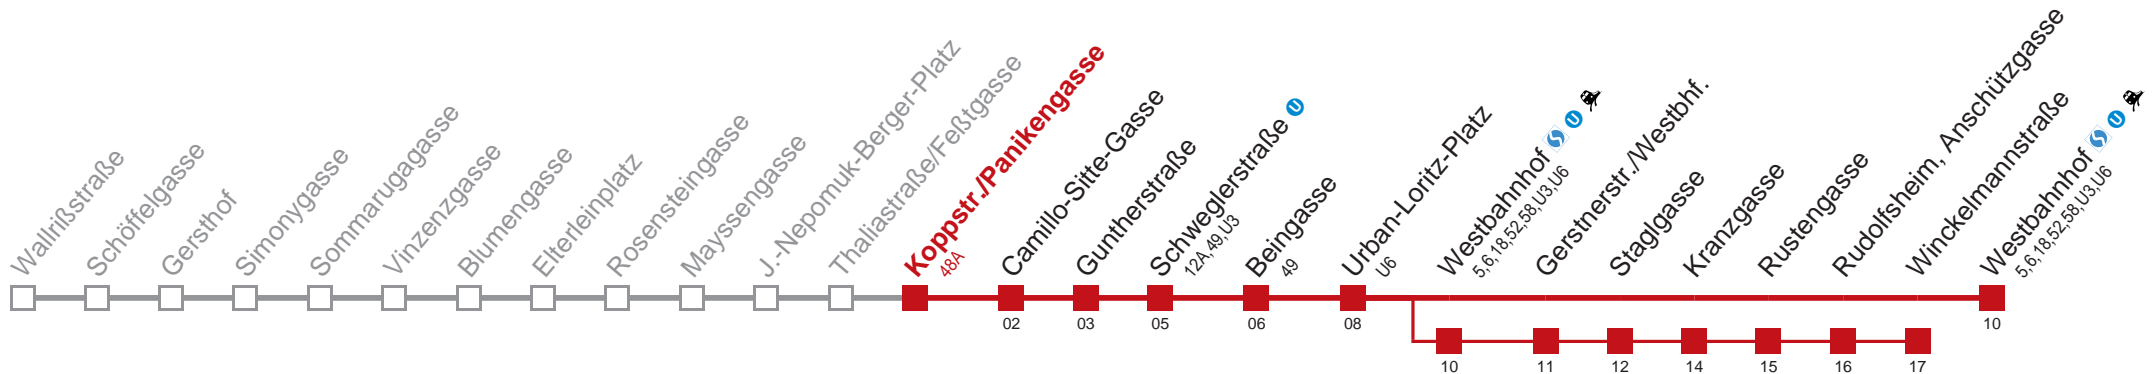 Wallrißstraße
Schöffelgasse
Gersthof
Simonygasse
Sommarugagasse
Vinzenzgasse
Blumengasse
Elterleinplatz
Rosensteingasse
Mayssengasse
J.-Nepomuk-Berger-Platz
Thaliastraße/Feßtgasse
Koppstr./Panikengasse
48A
Camillo-Sitte-Gasse
Guntherstraße
Schweglerstraße U
12A,49,U3
Beingasse
49
Urban-Loritz-Platz
U6
Westbahnhof S U
5,6,18,52,58,U3,U6
Gerstnerstr./Westbhf.
Staglgasse
Kranzgasse
Rustengasse
Rudolfsheim, Anschützgasse
Winckelmannstraße
Westbahnhof S U
5,6,18,52,58,U3,U6
02 03 05 06 08 10
10 11 12 14 15 16 17